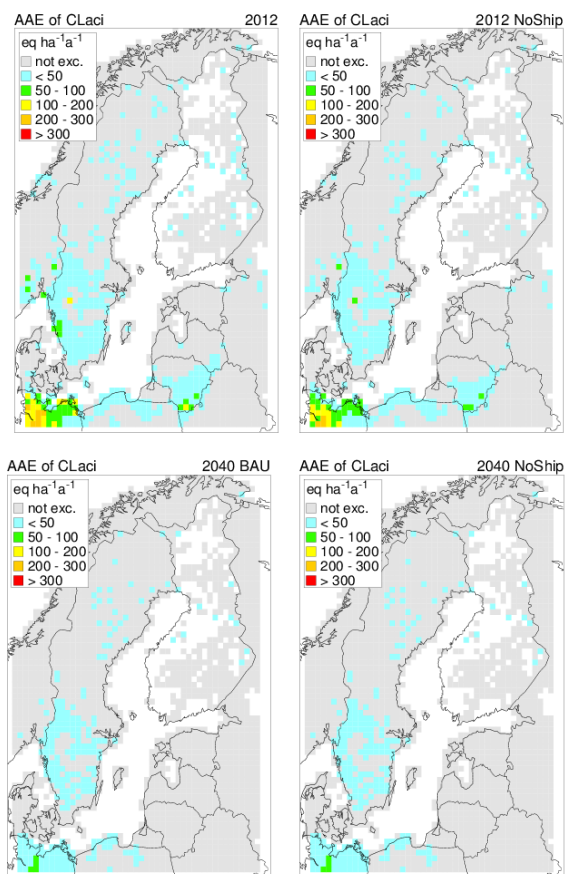 AAE of CLaci 2012
eq ha⁻¹a⁻¹
not exc.
< 50
50 - 100
100 - 200
200 - 300
> 300
AAE of CLaci 2012 NoShip
eq ha⁻¹a⁻¹
not exc.
< 50
50 - 100
100 - 200
200 - 300
> 300
AAE of CLaci 2040 BAU
eq ha⁻¹a⁻¹
not exc.
< 50
50 - 100
100 - 200
200 - 300
> 300
AAE of CLaci 2040 NoShip
eq ha⁻¹a⁻¹
not exc.
< 50
50 - 100
100 - 200
200 - 300
> 300